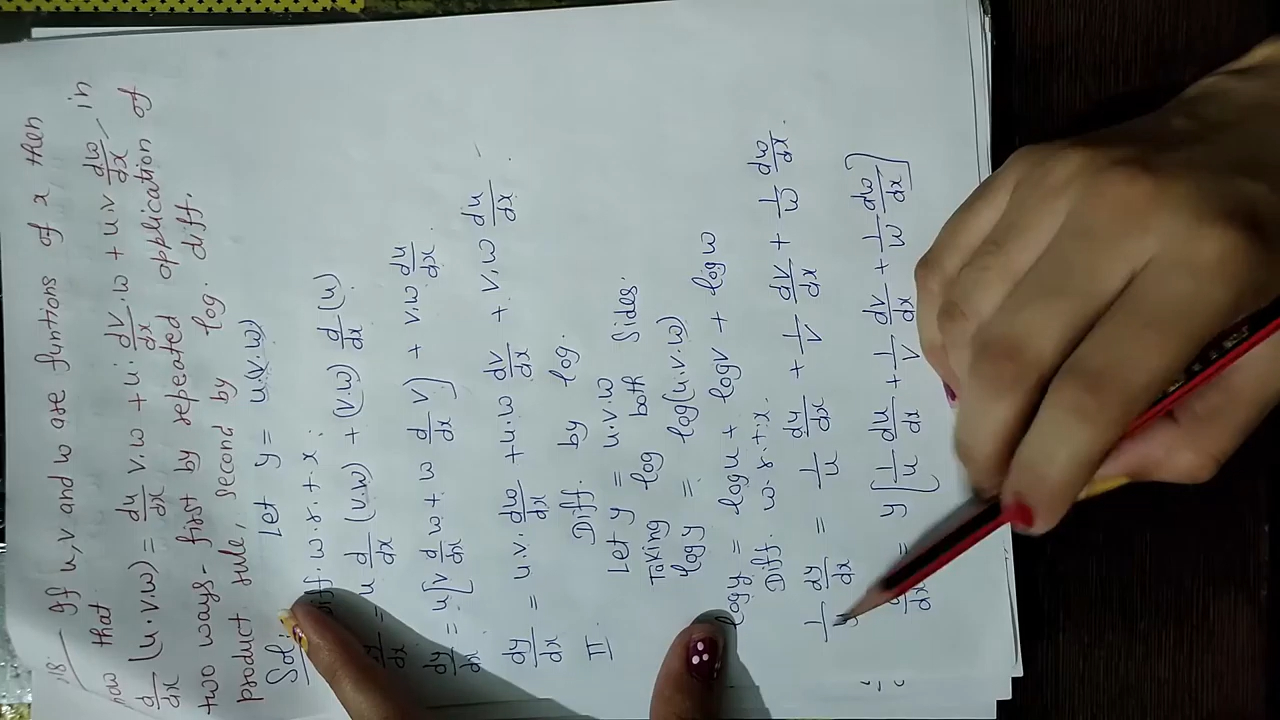 18. If u, v and w are funtions of x then
how that
d/dx (u.v.w) = du/dx v.w + u. dv/dx .w + u.v dw/dx in
two ways- first by repeated opplication of
product rule, second by log. diff.
Sol. Let y = u(v.w)
diff. w.r.t.x.
dy/dx = u d/dx (v.w) + (v.w) d/dx (u)
dy/dx = u[v d/dx w + w d/dx v] + v.w du/dx.
dy/dx = u.v. dw/dx + u.w dv/dx + v.w du/dx.
II Diff. by log.
Let y = u.v.w
Taking log both Sides.
log y = log(u.v.w)
log y = log u + log v + log w
Diff. w.r.t.x.
1/y dy/dx = 1/u du/dx + 1/v dv/dx + 1/w dw/dx.
= y[1/u du/dx + 1/v dv/dx + 1/w dw/dx]